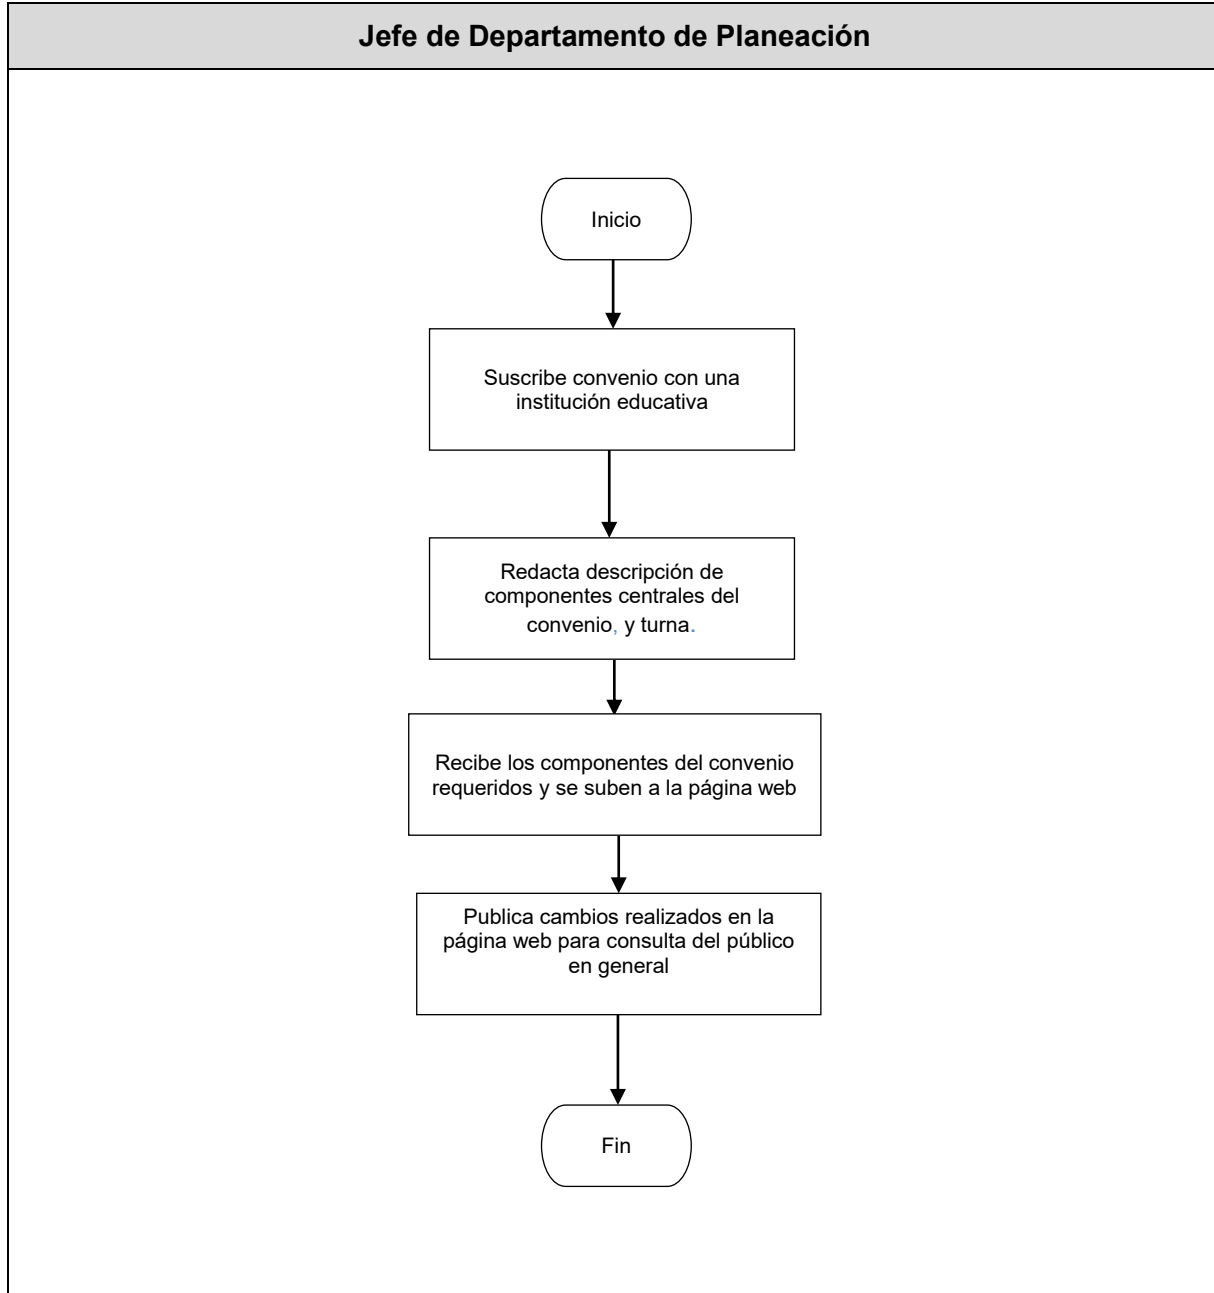 Jefe de Departamento de Planeación
Inicio
Suscribe convenio con una
institución educativa
Redacta descripción de
componentes centrales del
convenio, y turna.
Recibe los componentes del convenio
requeridos y se suben a la página web
Publica cambios realizados en la
página web para consulta del público
en general
Fin